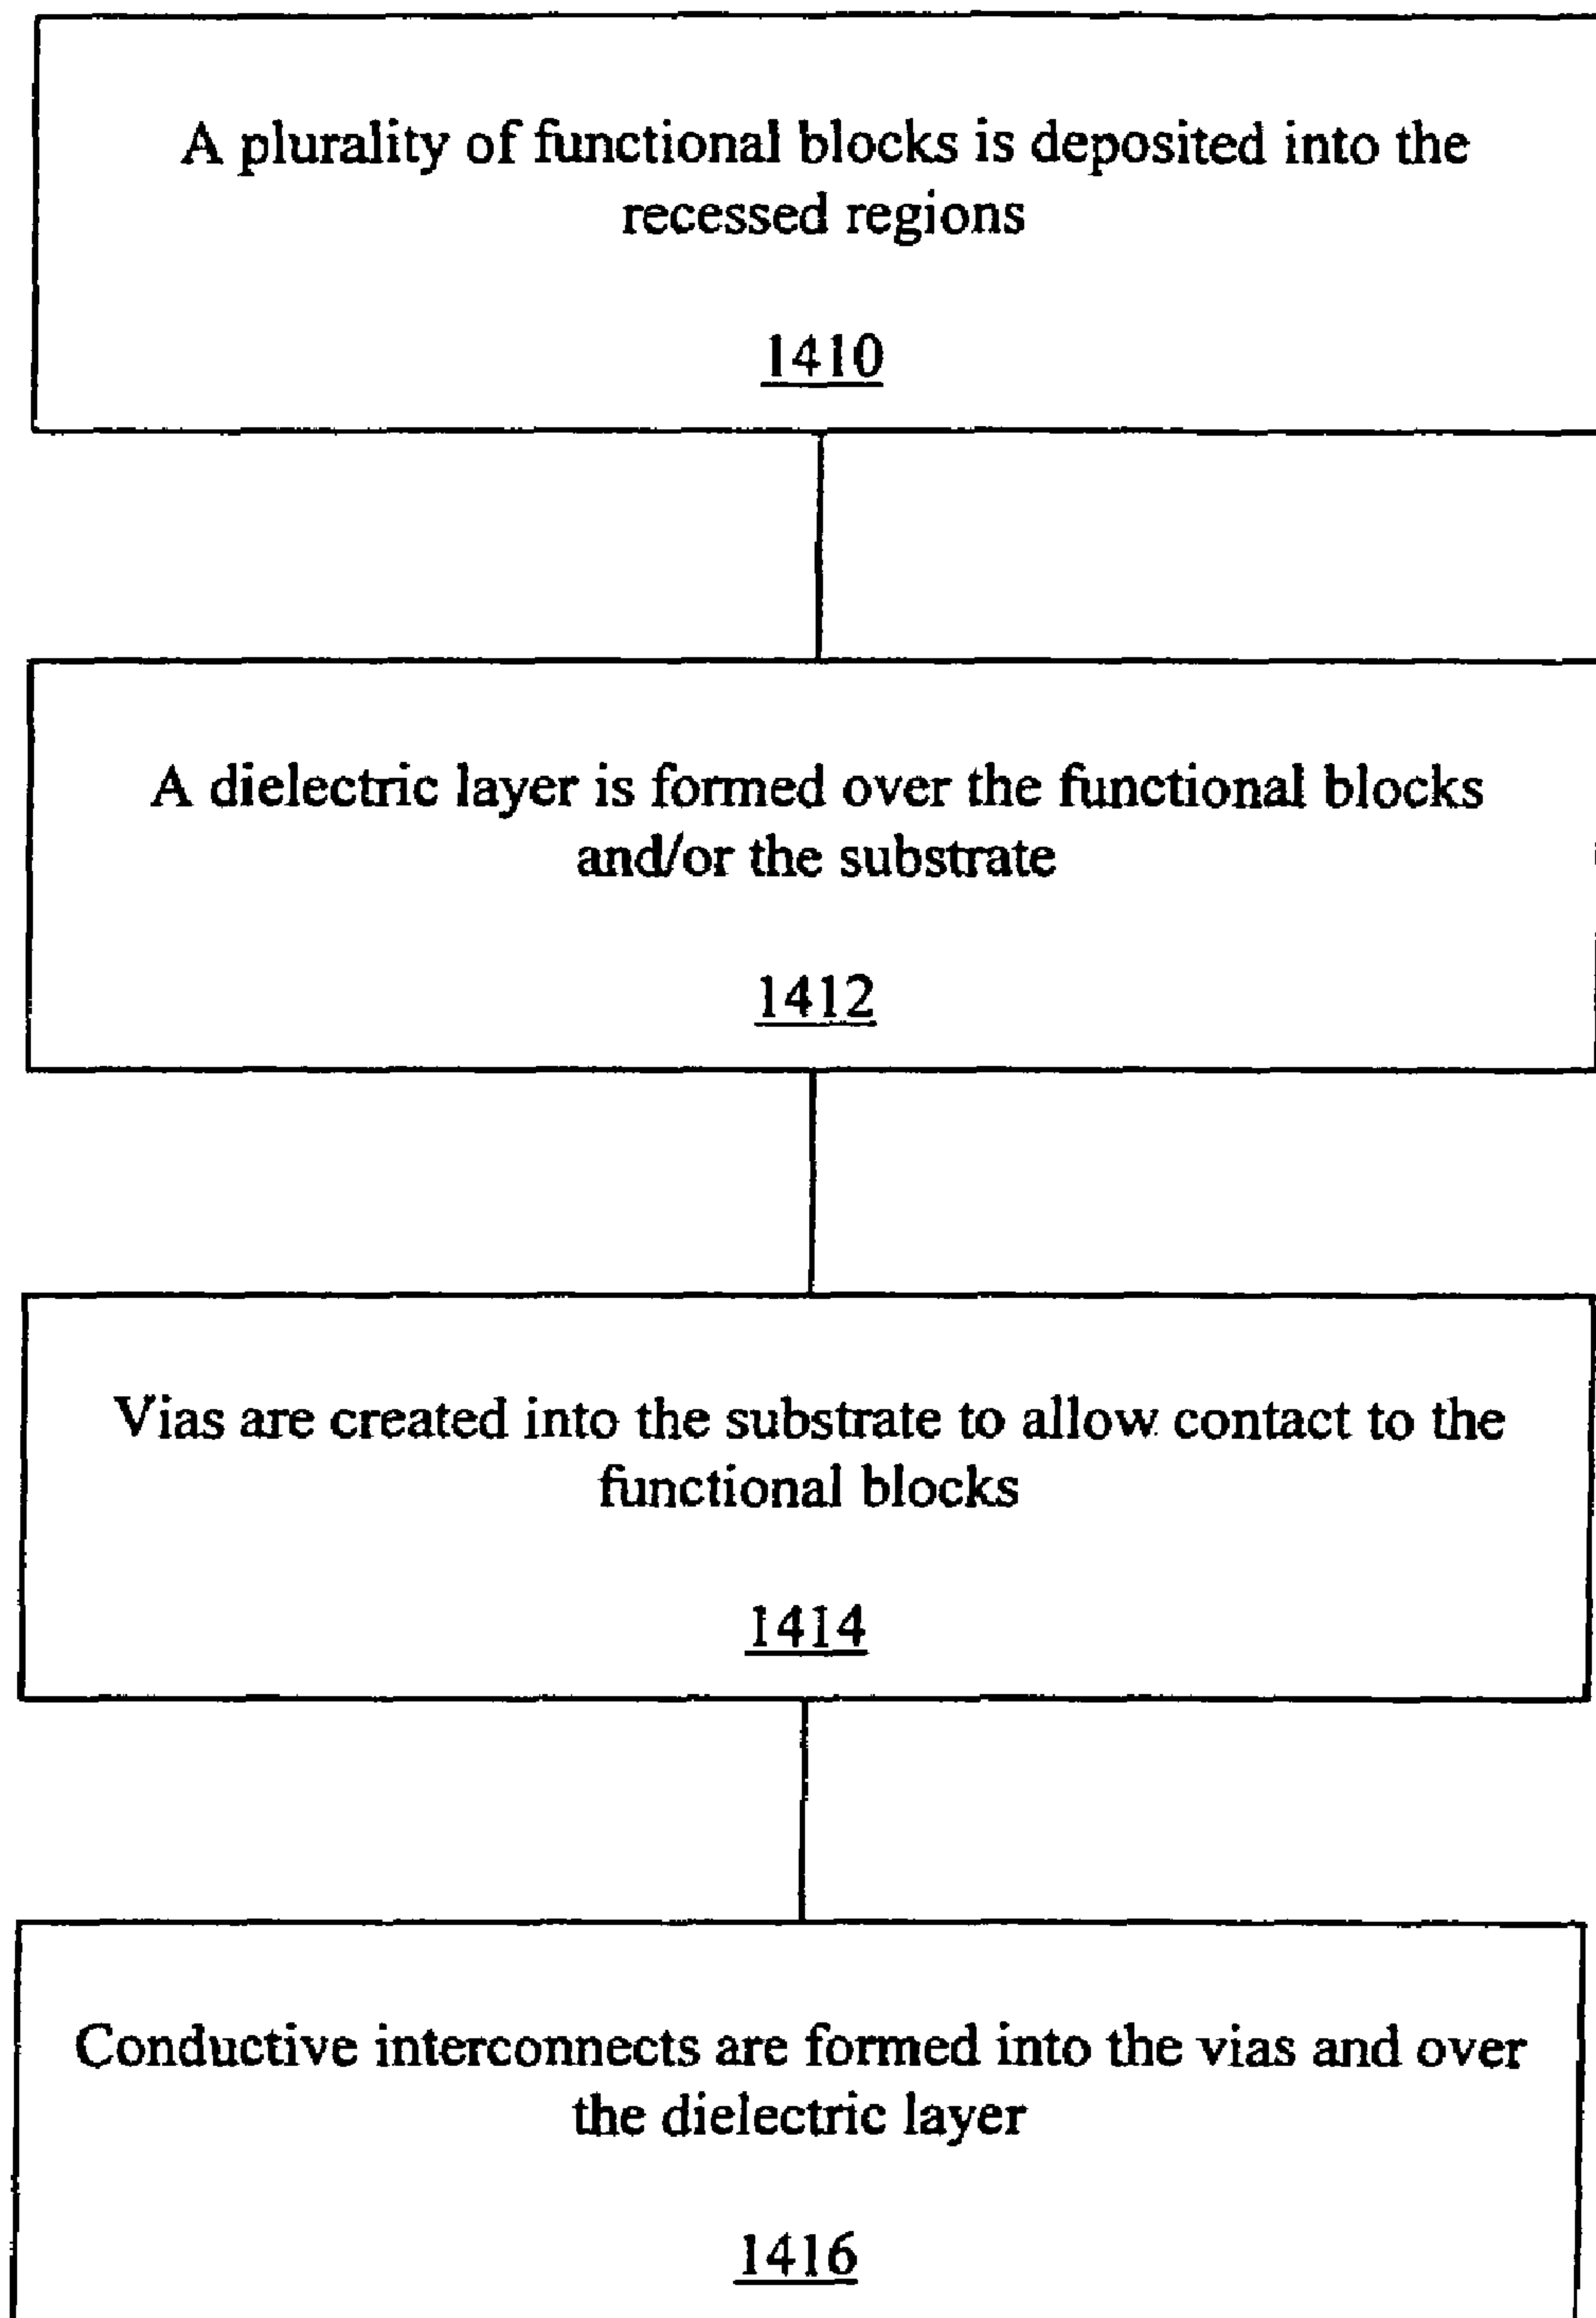 A plurality of functional blocks is deposited into the
recessed regions
1410
A dielectric layer is formed over the functional blocks
and/or the substrate
1412
Vias are created into the substrate to allow contact to the
functional blocks
1414
Conductive interconnects are formed into the vias and over
the dielectric layer
1416